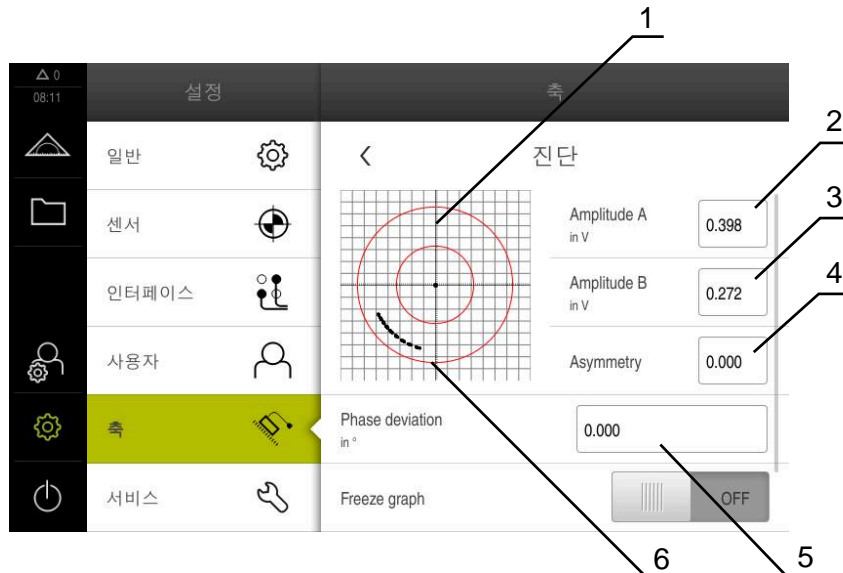 1
△ 0
08:11
설정
축
2
일반
진단
Amplitude A
in V
0.398
3
센서
4
인터페이스
Amplitude B
in V
0.272
사용자
Asymmetry
0.000
축
Phase deviation
in °
0.000
서비스
Freeze graph
OFF
6
5